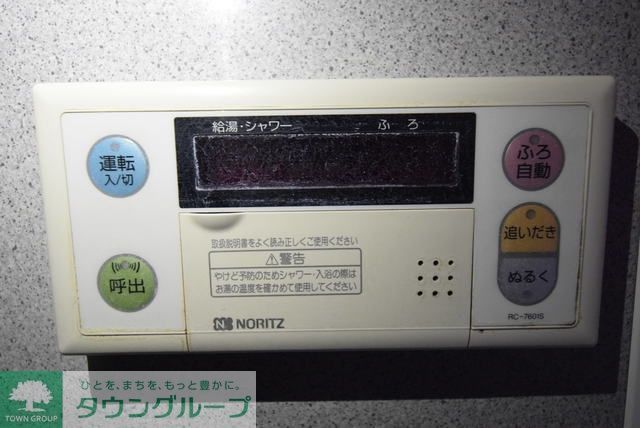 給湯・シャワー ふろ
運転
入/切
ふろ
自動
取扱説明書をよく読み正しくご使用ください
警告
やけど予防のためシャワー・入浴の際は
お湯の温度を確かめて使用してください
追いだき
ぬるく
呼出
NORITZ
RC-7601S
TOWN GROUP
ひとを、まちを、もっと豊かに。
タウングループ